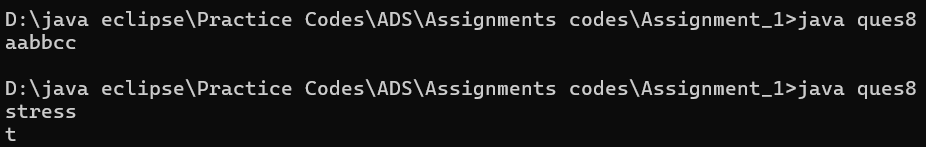 D:\java eclipse\Practice Codes\ADS\Assignments codes\Assignment_1>java ques8
aabbcc
D:\java eclipse\Practice Codes\ADS\Assignments codes\Assignment_1>java ques8
stress
t